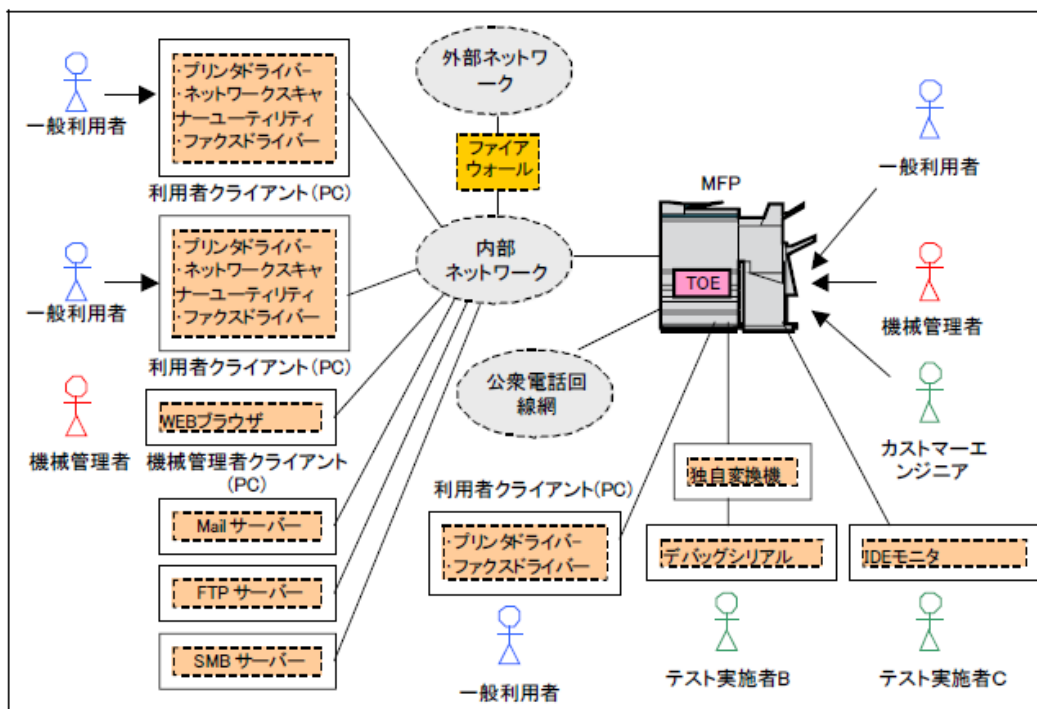 ・プリンタドライバー
・ネットワークスキャ
ナーユーティリティ
・ファクスドライバー
一般利用者
利用者クライアント(PC)
外部ネットワ
ーク
ファイア
ウォール
内部
ネットワーク
・プリンタドライバー
・ネットワークスキャ
ナーユーティリティ
・ファクスドライバー
一般利用者
利用者クライアント(PC)
WEBブラウザ
機械管理者
機械管理者クライアント
(PC)
Mail サーバー
FTP サーバー
SMB サーバー
MFP
TOE
公衆電話回
線網
一般利用者
機械管理者
カストマーエ
ンジニア
利用者クライアント(PC)
・プリンタドライバー
・ファクスドライバー
一般利用者
独自変換機
デバッグシリアル
テスト実施者B
IDEモニタ
テスト実施者C